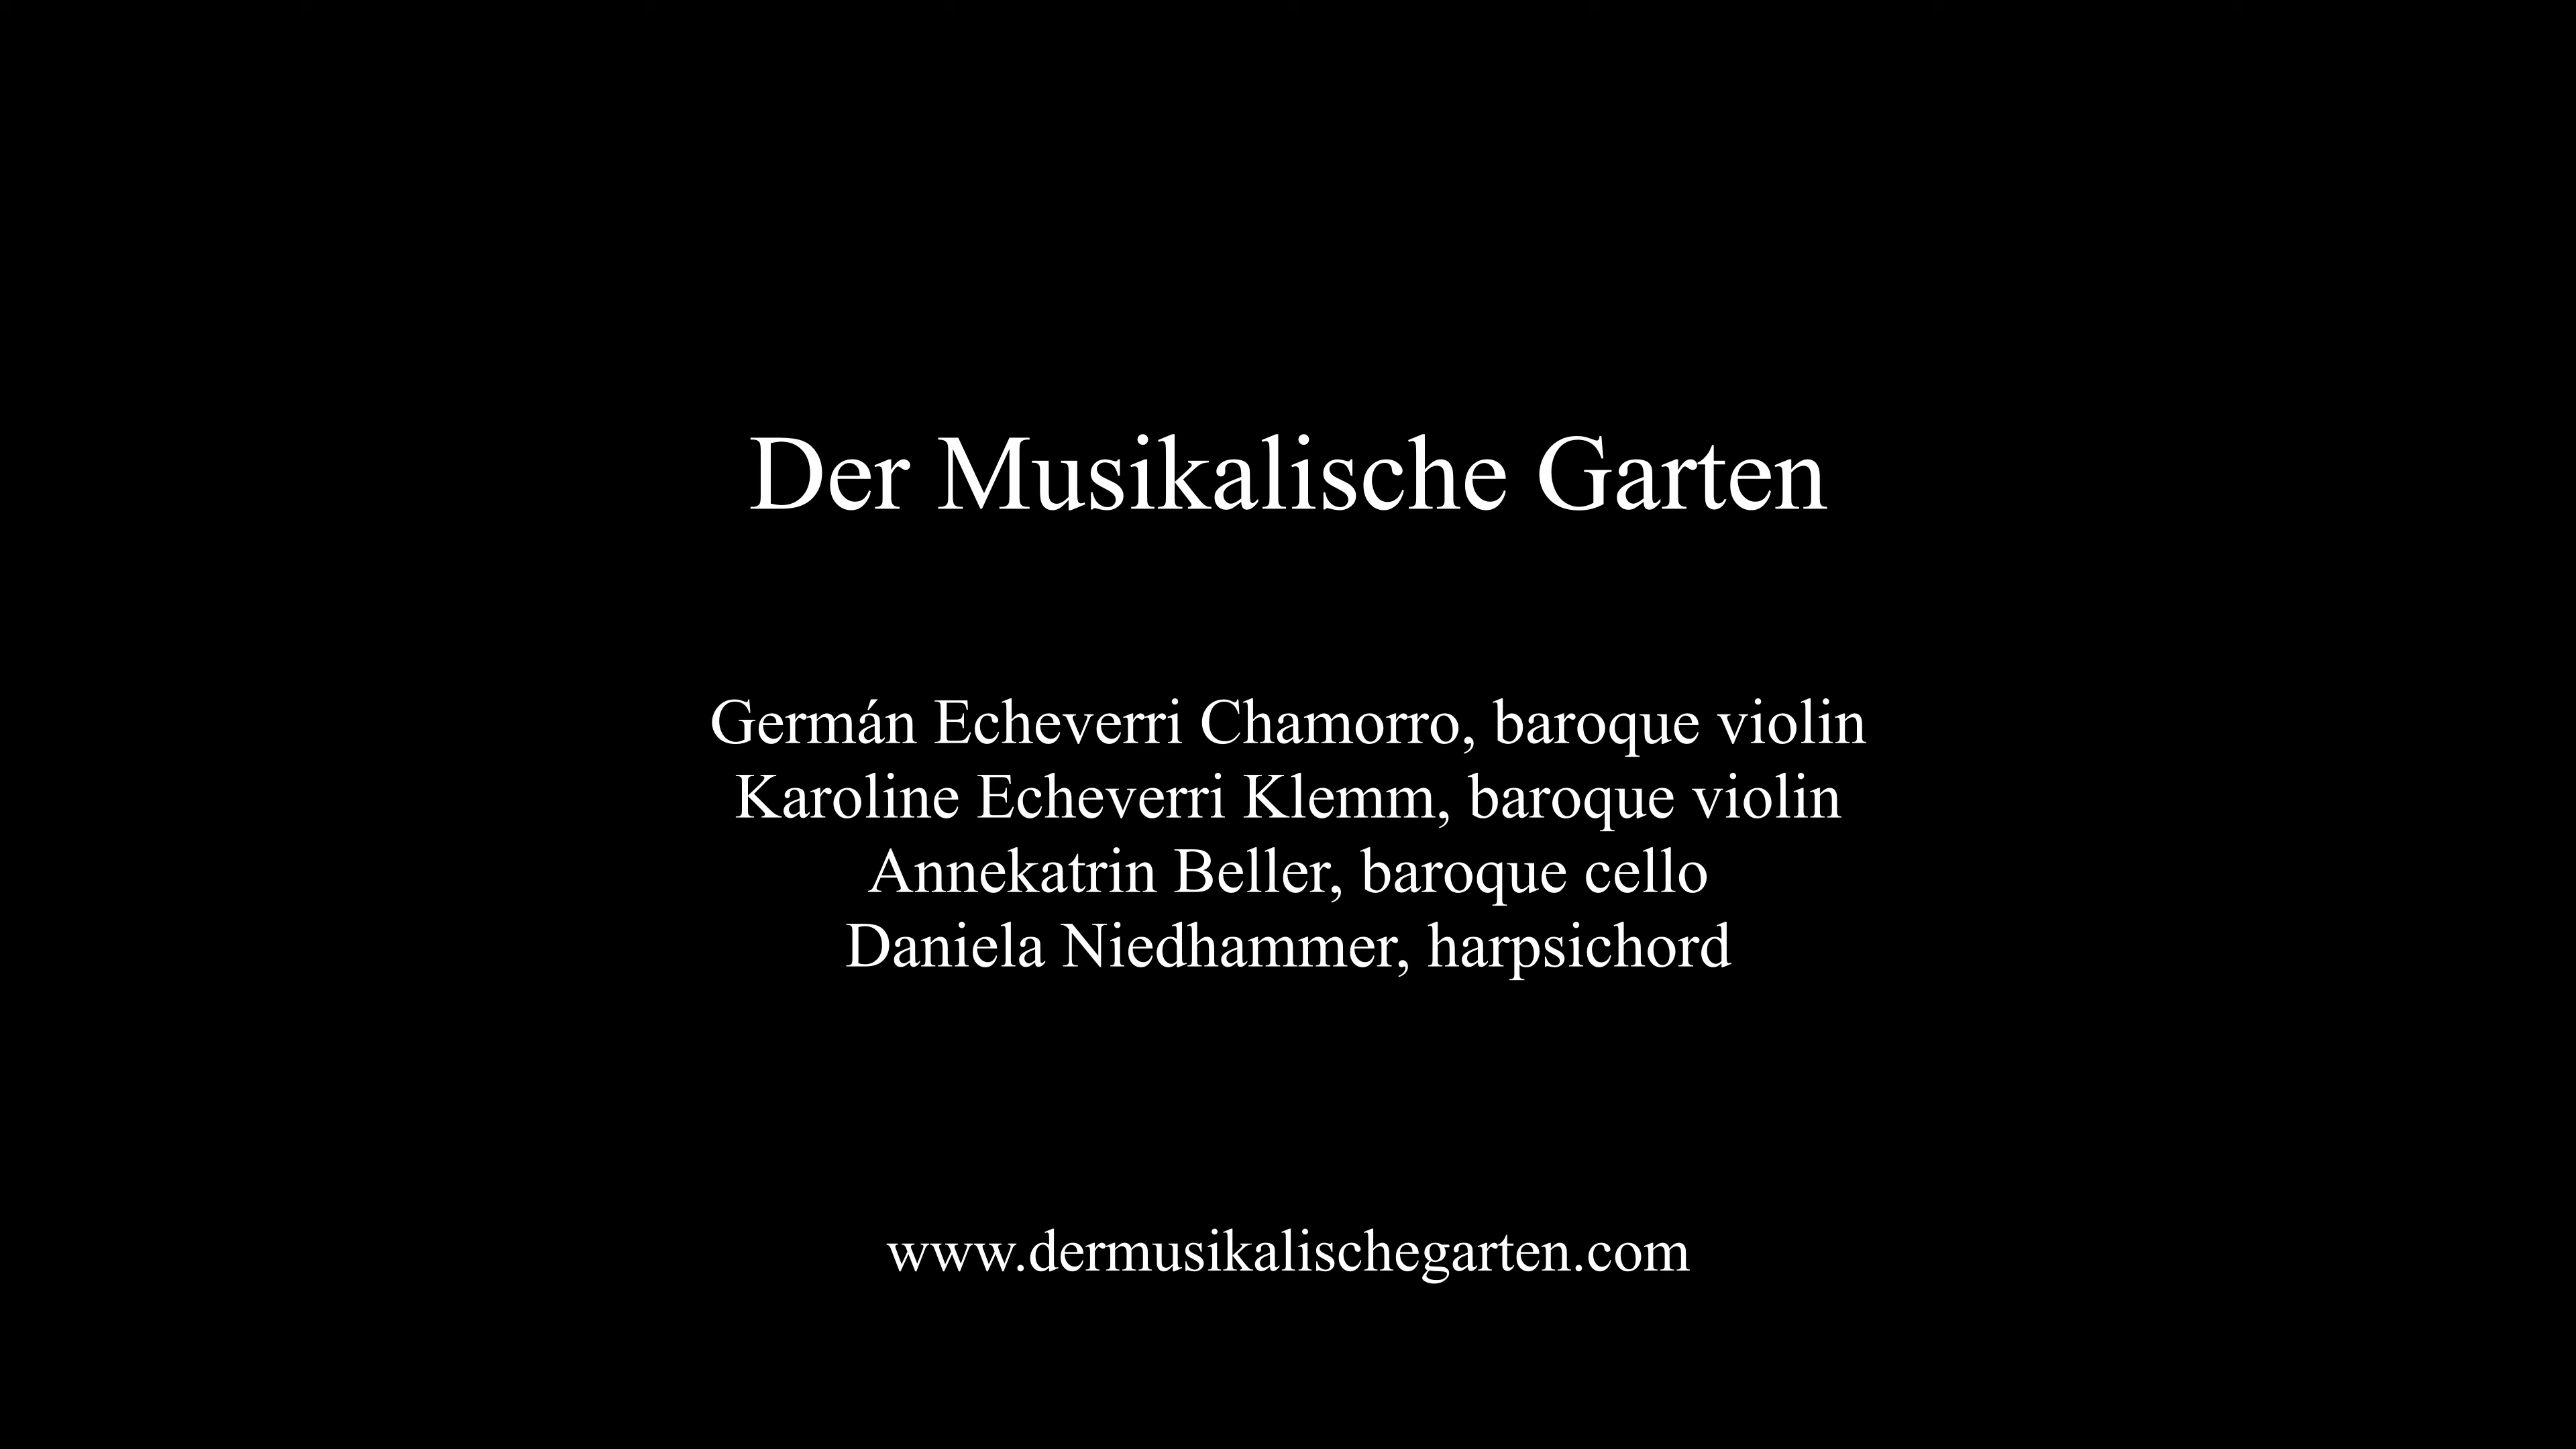 Der Musikalische Garten
Germán Echeverri Chamorro, baroque violin
Karoline Echeverri Klemm, baroque violin
Annekatrin Beller, baroque cello
Daniela Niedhammer, harpsichord
www.dermusikalischegarten.com